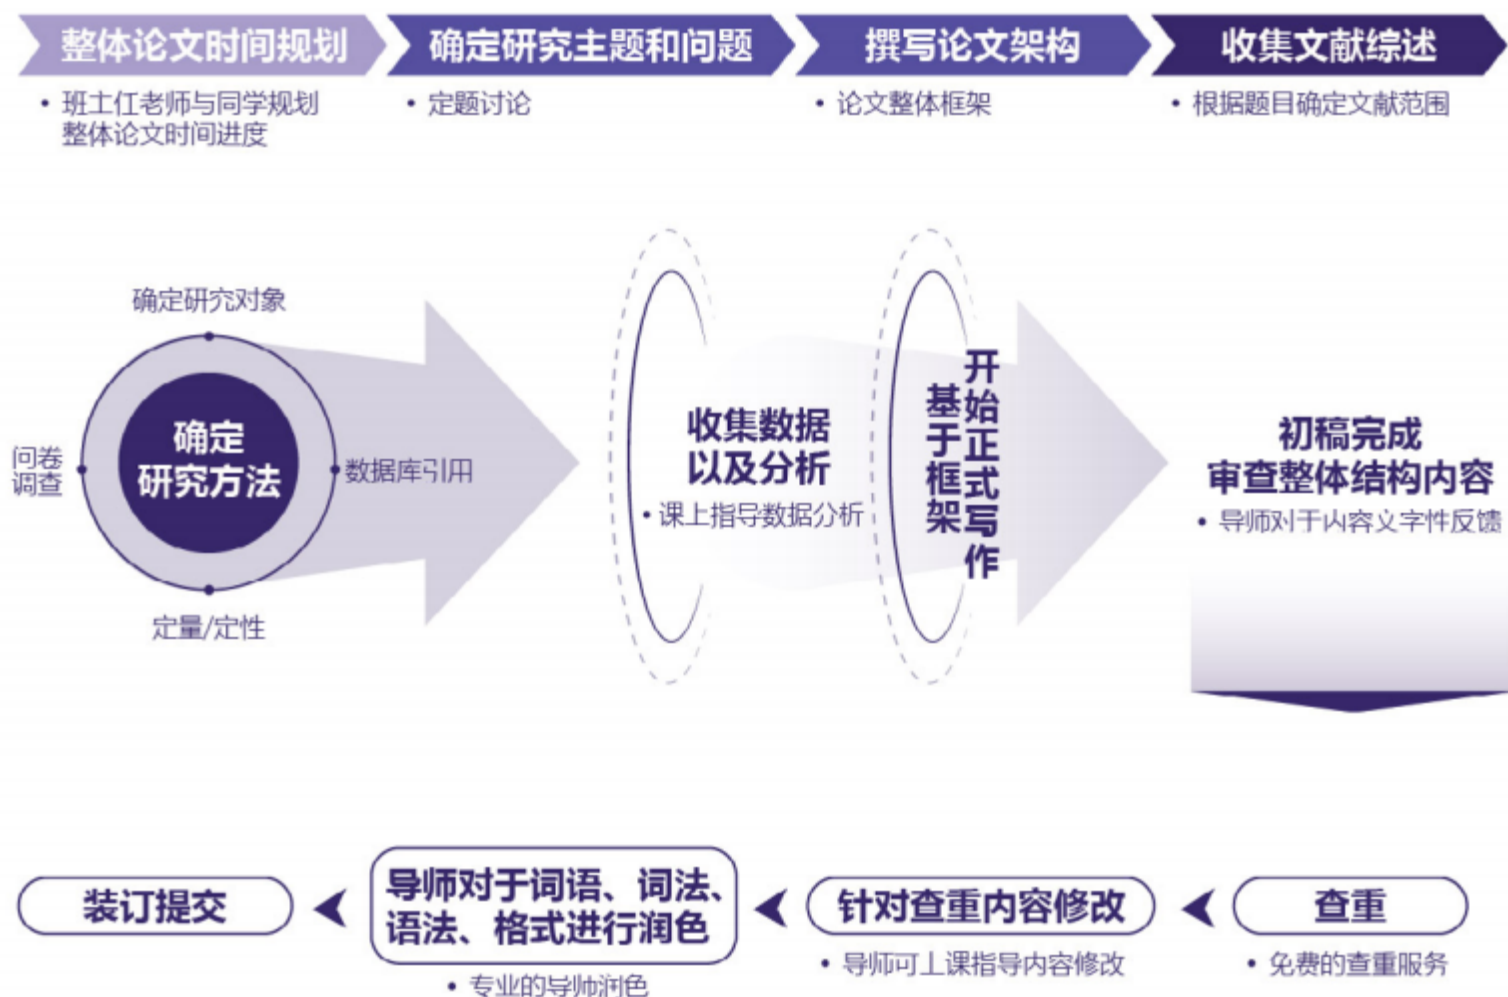 整体论文时间规划
确定研究主题和问题
撰写论文架构
收集文献综述
• 班主任老师与同学规划
整体论文时间进度
• 定题讨论
• 论文整体框架
• 根据题目确定文献范围
确定研究对象
问卷
调查
确定
研究方法
数据库引用
定量/定性
收集数据
以及分析
• 课上指导数据分析
基于框架
开始正式写作
初稿完成
审查整体结构内容
• 导师对于内容文字性反馈
装订提交
导师对于词语、词法、
语法、格式进行润色
• 专业的导师润色
针对查重内容修改
• 导师可上课指导内容修改
查重
• 免费的查重服务